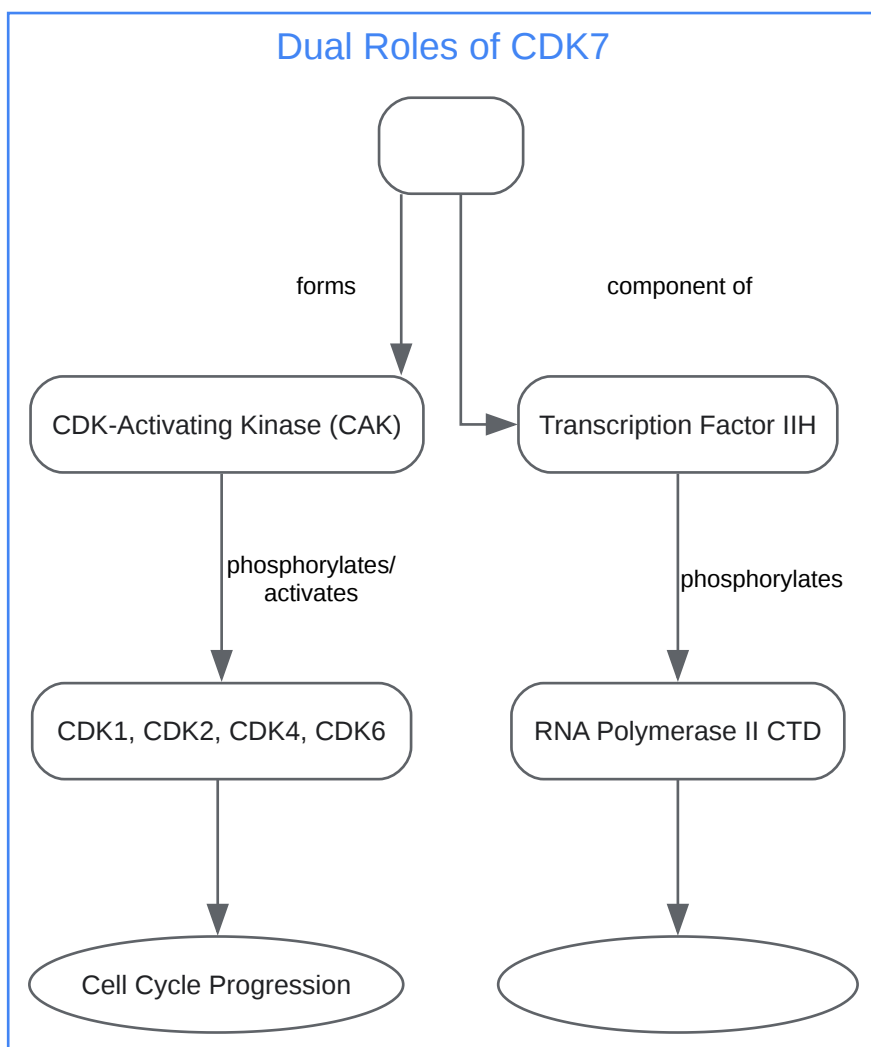 Dual Roles of CDK7
forms
component of
CDK-Activating Kinase (CAK)
Transcription Factor IIH
phosphorylates/
activates
phosphorylates
CDK1, CDK2, CDK4, CDK6
RNA Polymerase II CTD
Cell Cycle Progression